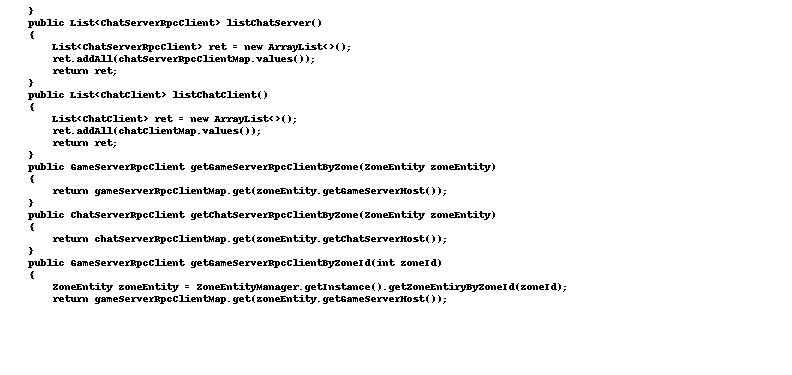 }
public List<ChatServerRpcClient> listChatServer()
{
List<ChatServerRpcClient> ret = new ArrayList<>();
ret.addAll(chatServerRpcClientMap.values());
return ret;
}
public List<ChatClient> listChatClient()
{
List<ChatClient> ret = new ArrayList<>();
ret.addAll(chatClientMap.values());
return ret;
}
public GameServerRpcClient getGameServerRpcClientByZone(ZoneEntity zoneEntity)
{
return gameServerRpcClientMap.get(zoneEntity.getGameServerHost());
}
public ChatServerRpcClient getChatServerRpcClientByZone(ZoneEntity zoneEntity)
{
return chatServerRpcClientMap.get(zoneEntity.getChatServerHost());
}
public GameServerRpcClient getGameServerRpcClientByZoneId(int zoneId)
{
ZoneEntity zoneEntity = ZoneEntityManager.getInstance().getZoneEntiryByZoneId(zoneId);
return gameServerRpcClientMap.get(zoneEntity.getGameServerHost());